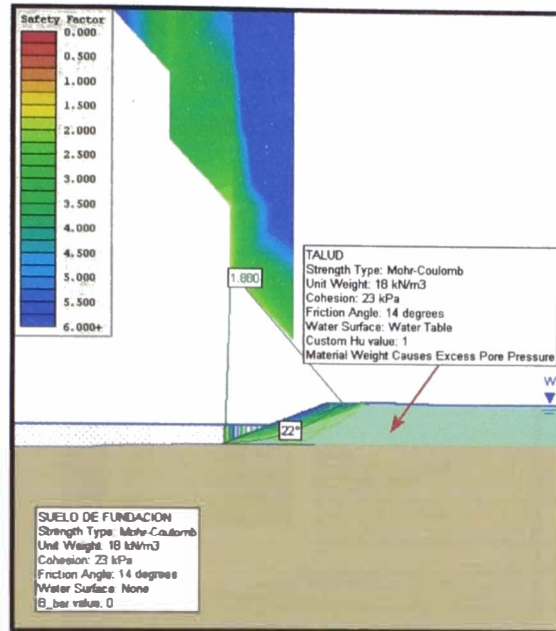 Safety Factor
0.000
0.500
1.000
1.500
2.000
2.500
3.000
3.500
4.000
4.500
5.000
5.500
6.000+
1.880
TALUD
Strength Type: Mohr-Coulomb
Unit Weight: 18 kN/m3
Cohesion: 23 kPa
Friction Angle: 14 degrees
Water Surface: Water Table
Custom Hu value: 1
Material Weight Causes Excess Pore Pressure
W
22°
SUELO DE FUNDACION
Strength Type: Mohr-Coulomb
Unit Weight: 18 kN/m3
Cohesion: 23 kPa
Friction Angle: 14 degrees
Water Surface: None
B_bar value: 0